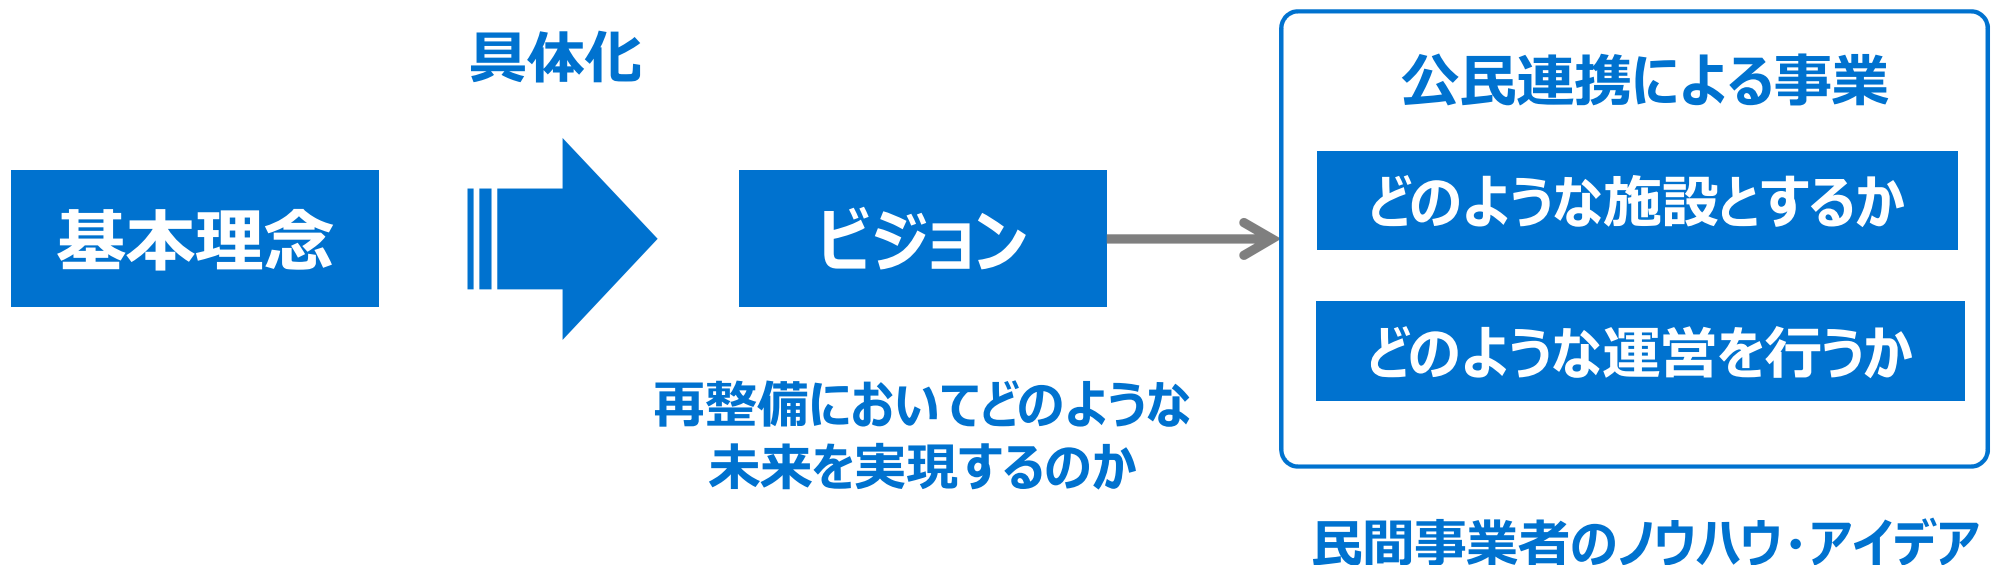 具体化
基本理念
ビジョン
再整備においてどのような
未来を実現するのか
公民連携による事業
どのような施設とするか
どのような運営を行うか
民間事業者のノウハウ・アイデア